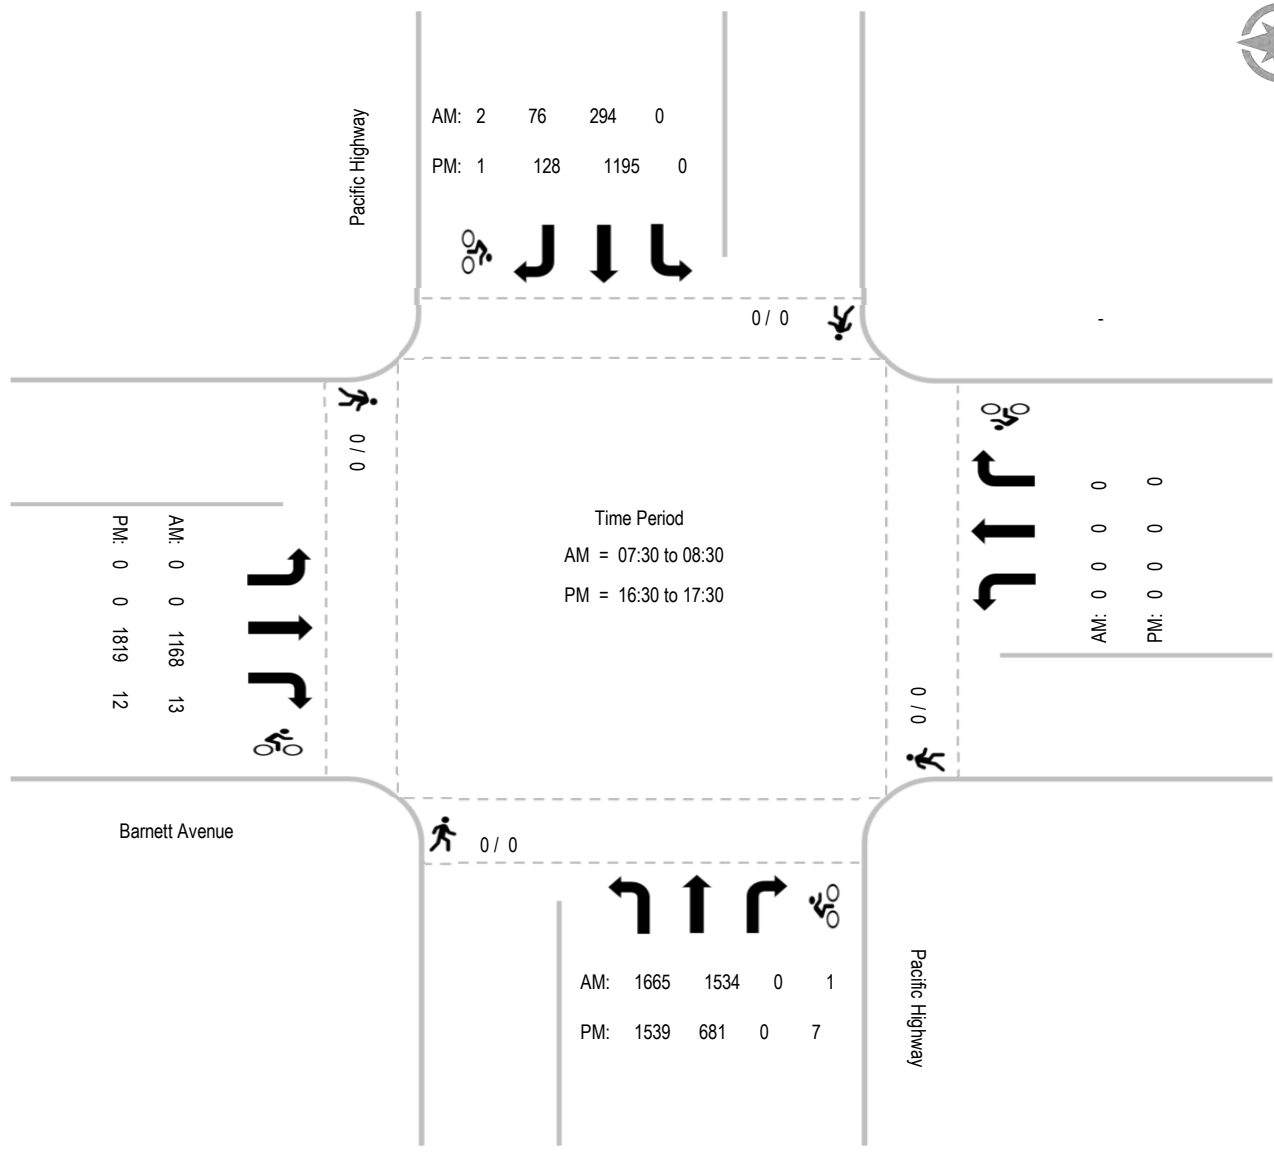 Pacific Highway
AM: 2 76 294 0
PM: 1 128 1195 0
0 / 0
-
0 / 0
AM: 0 0 1168 13
PM: 0 0 1819 12
Time Period
AM = 07:30 to 08:30
PM = 16:30 to 17:30
AM: 0 0 0 0
PM: 0 0 0 0
0 / 0
Barnett Avenue
0 / 0
AM: 1665 1534 0 1
PM: 1539 681 0 7
Pacific Highway